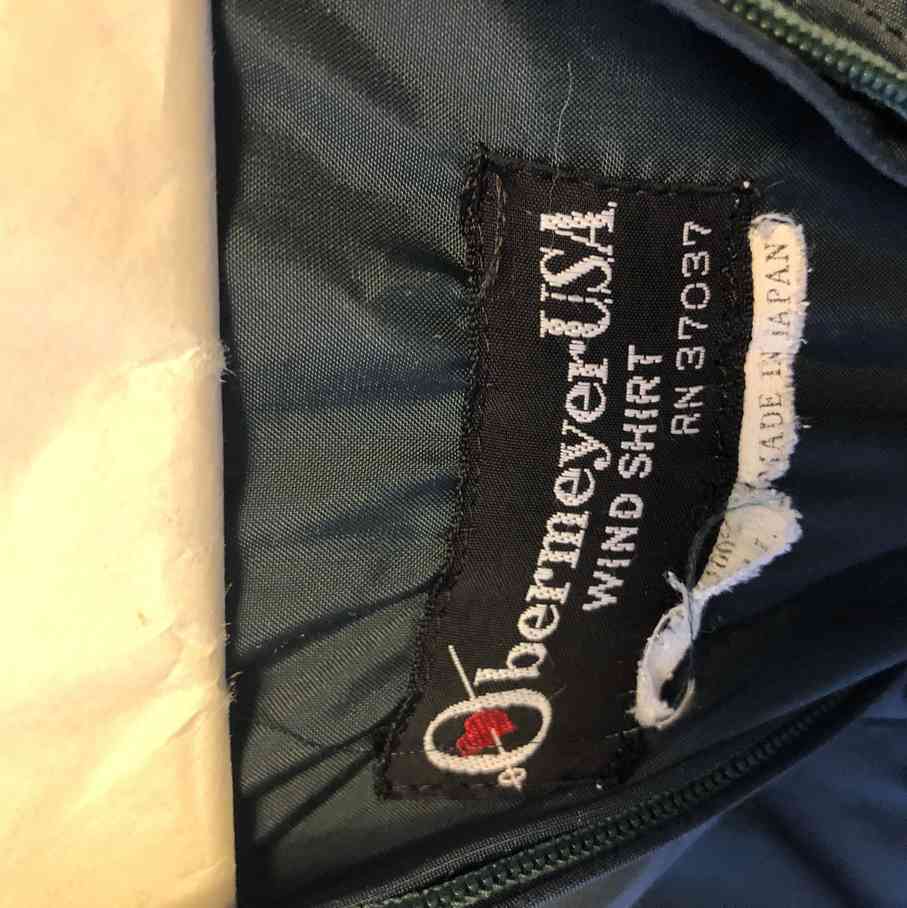 Obermeyer USA
WIND SHIRT
RN 37037
MADE IN JAPAN